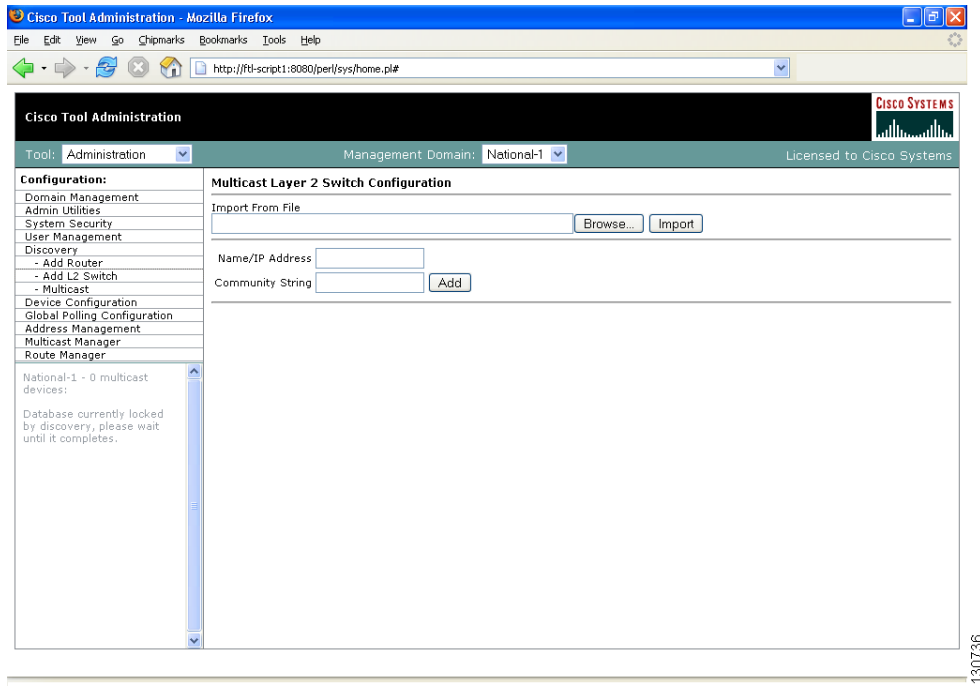 Cisco Tool Administration - Mozilla Firefox
File Edit View Go Chipmarks Bookmarks Tools Help
http://ftl-script1:8080/perl/sys/home.pl#
Cisco Tool Administration
CISCO SYSTEMS
Tool: Administration Management Domain: National-1 Licensed to Cisco Systems
Configuration:
Domain Management
Admin Utilities
System Security
User Management
Discovery
- Add Router
- Add L2 Switch
- Multicast
Device Configuration
Global Polling Configuration
Address Management
Multicast Manager
Route Manager
National-1 - 0 multicast
devices:
Database currently locked
by discovery, please wait
until it completes.
Multicast Layer 2 Switch Configuration
Import From File
Browse... Import
Name/IP Address
Community String Add
130736